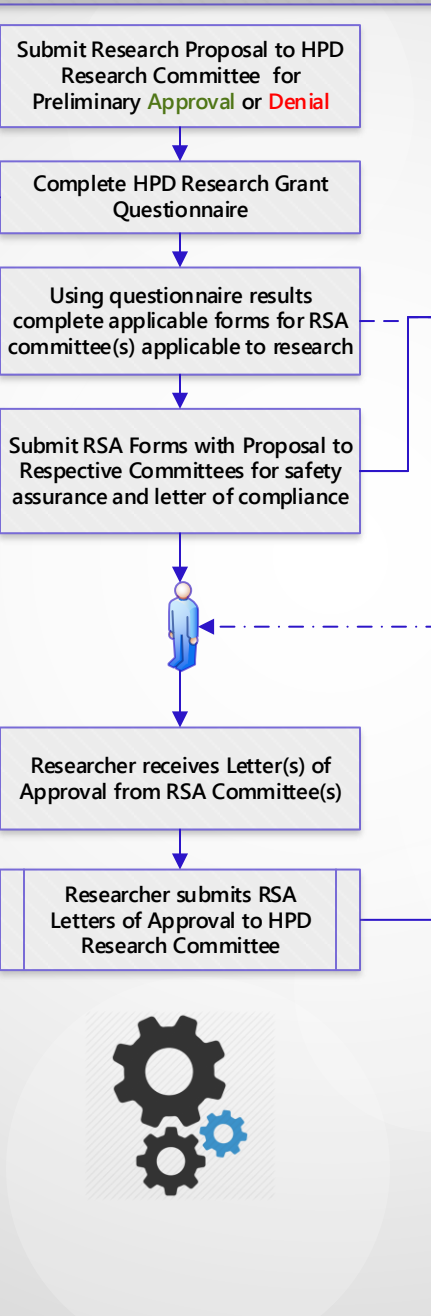 Submit Research Proposal to HPD
Research Committee for
Preliminary Approval or Denial
Complete HPD Research Grant
Questionnaire
Using questionnaire results
complete applicable forms for RSA
committee(s) applicable to research
Submit RSA Forms with Proposal to
Respective Committees for safety
assurance and letter of compliance
Researcher receives Letter(s) of
Approval from RSA Committee(s)
Researcher submits RSA
Letters of Approval to HPD
Research Committee